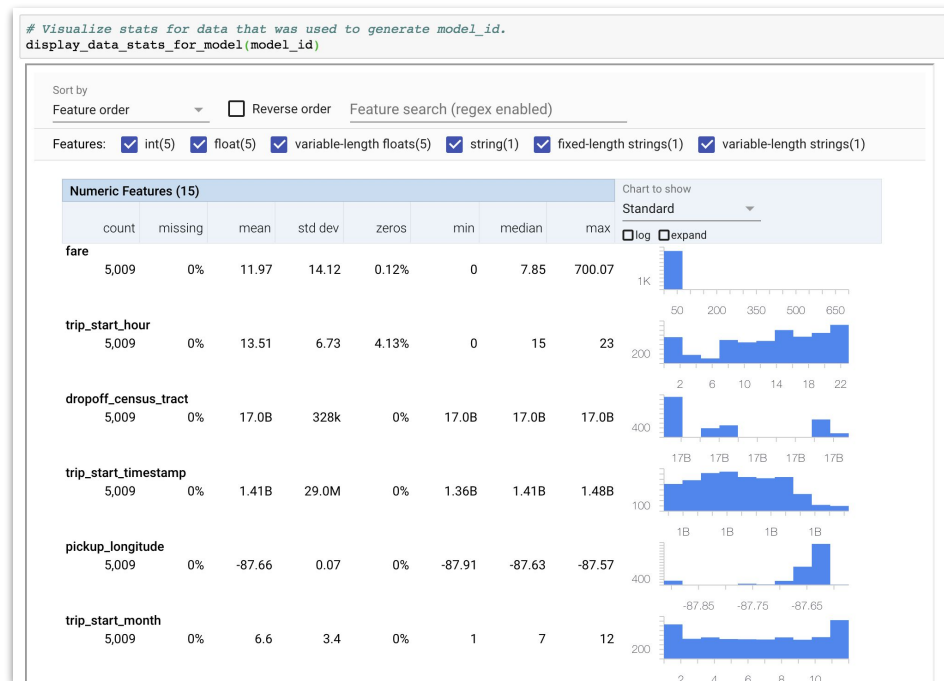 # Visualize stats for data that was used to generate model_id.
display_data_stats_for_model(model_id)
Sort by
Feature order Reverse order Feature search (regex enabled)
Features: int(5) float(5) variable-length floats(5) string(1) fixed-length strings(1) variable-length strings(1)
Numeric Features (15) Chart to show
Standard
count missing mean std dev zeros min median max log expand
fare
5,009 0% 11.97 14.12 0.12% 0 7.85 700.07
1K
50 200 350 500 650
trip_start_hour
5,009 0% 13.51 6.73 4.13% 0 15 23
200
2 6 10 14 18 22
dropoff_census_tract
5,009 0% 17.0B 328k 0% 17.0B 17.0B 17.0B
400
17B 17B 17B 17B 17B
trip_start_timestamp
5,009 0% 1.41B 29.0M 0% 1.36B 1.41B 1.48B
100
1B 1B 1B 1B
pickup_longitude
5,009 0% -87.66 0.07 0% -87.91 -87.63 -87.57
400
-87.85 -87.75 -87.65
trip_start_month
5,009 0% 6.6 3.4 0% 1 7 12
200
2 4 6 8 10